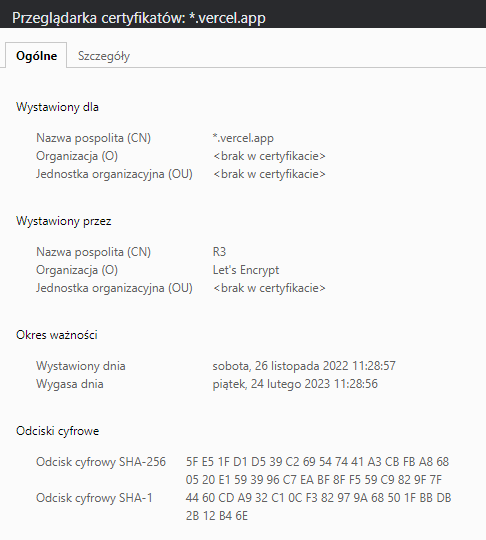 Przeglądarka certyfikatów: *.vercel.app
Ogólne Szczegóły
Wystawiony dla
Nazwa pospolita (CN) *.vercel.app
Organizacja (O) <brak w certyfikacie>
Jednostka organizacyjna (OU) <brak w certyfikacie>
Wystawiony przez
Nazwa pospolita (CN) R3
Organizacja (O) Let's Encrypt
Jednostka organizacyjna (OU) <brak w certyfikacie>
Okres ważności
Wystawiony dnia sobota, 26 listopada 2022 11:28:57
Wygasa dnia piątek, 24 lutego 2023 11:28:56
Odciski cyfrowe
Odcisk cyfrowy SHA-256 5F E5 1F D1 D5 39 C2 69 54 74 41 A3 CB FB A8 68
05 20 E1 59 39 96 C7 EA BF 8F F5 59 C9 82 9F 7F
Odcisk cyfrowy SHA-1 44 60 CD A9 32 C1 0C F3 82 97 9A 68 50 1F BB DB
2B 12 B4 6E